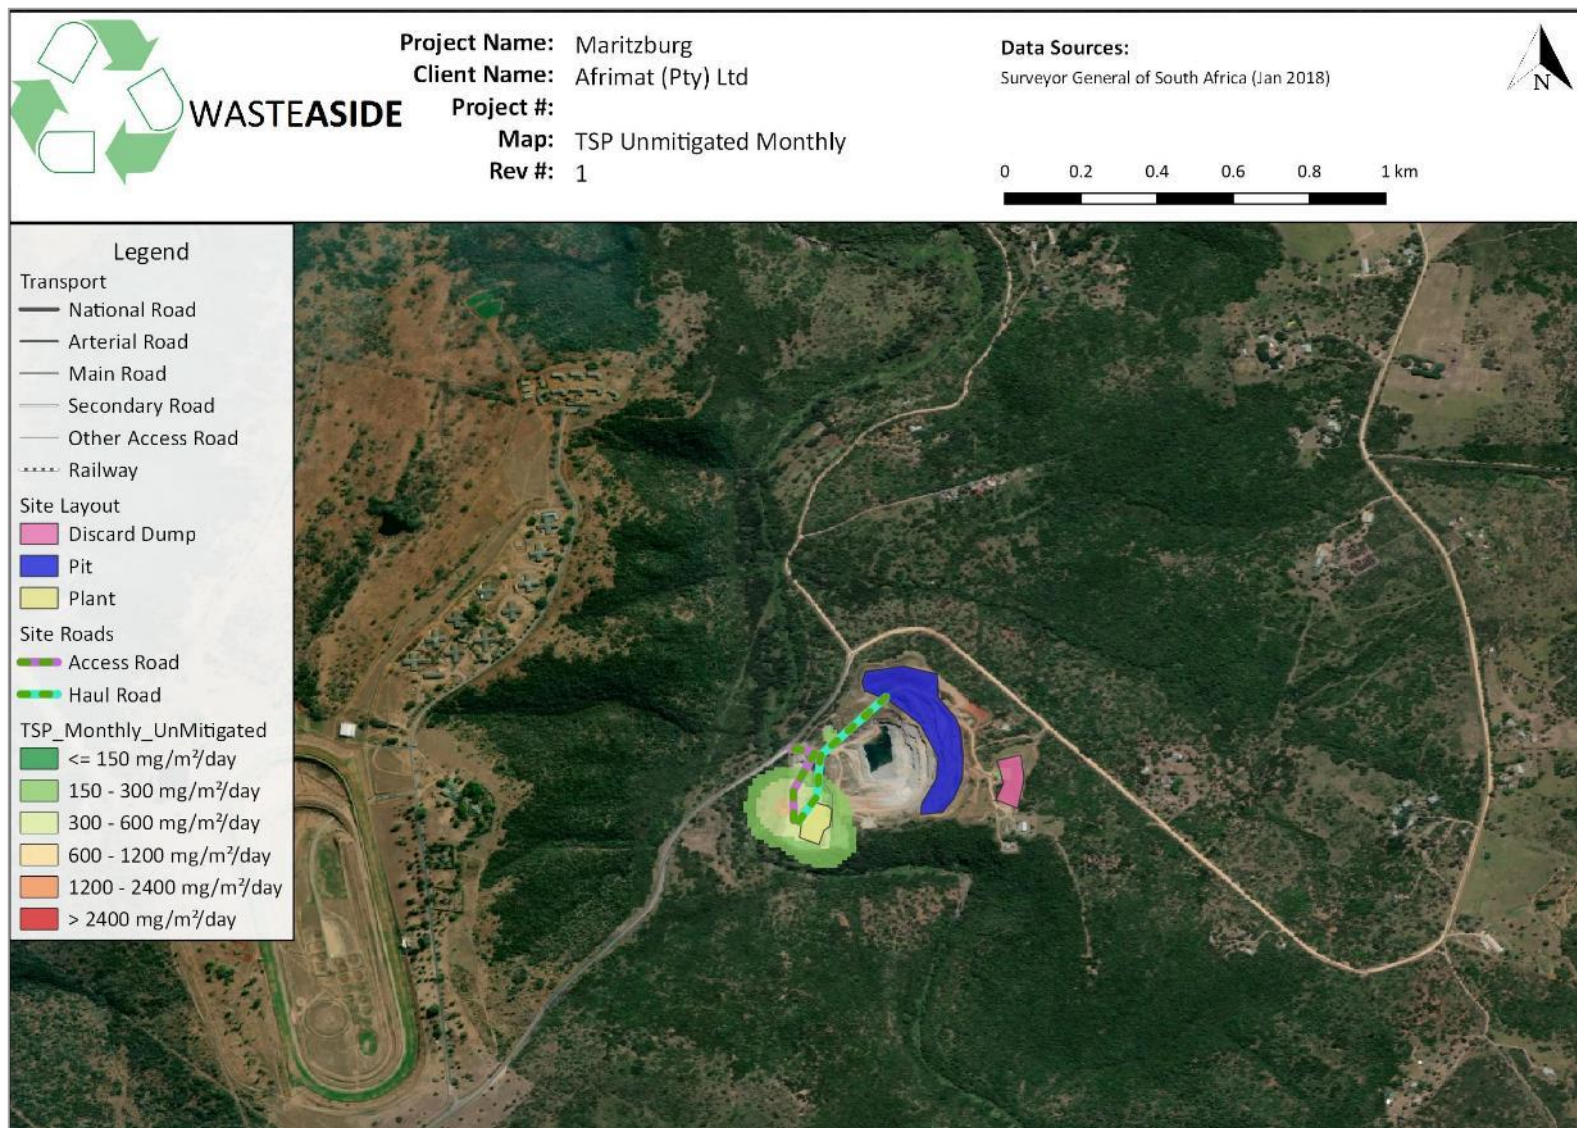 WASTEASIDE
Project Name: Maritzburg
Client Name: Afrimat (Pty) Ltd
Project #:
Map: TSP Unmitigated Monthly
Rev #: 1
Data Sources:
Surveyor General of South Africa (Jan 2018)
N
0 0.2 0.4 0.6 0.8 1 km
Legend
Transport
National Road
Arterial Road
Main Road
Secondary Road
Other Access Road
Railway
Site Layout
Discard Dump
Pit
Plant
Site Roads
Access Road
Haul Road
TSP_Monthly_UnMitigated
<= 150 mg/m²/day
150 - 300 mg/m²/day
300 - 600 mg/m²/day
600 - 1200 mg/m²/day
1200 - 2400 mg/m²/day
> 2400 mg/m²/day